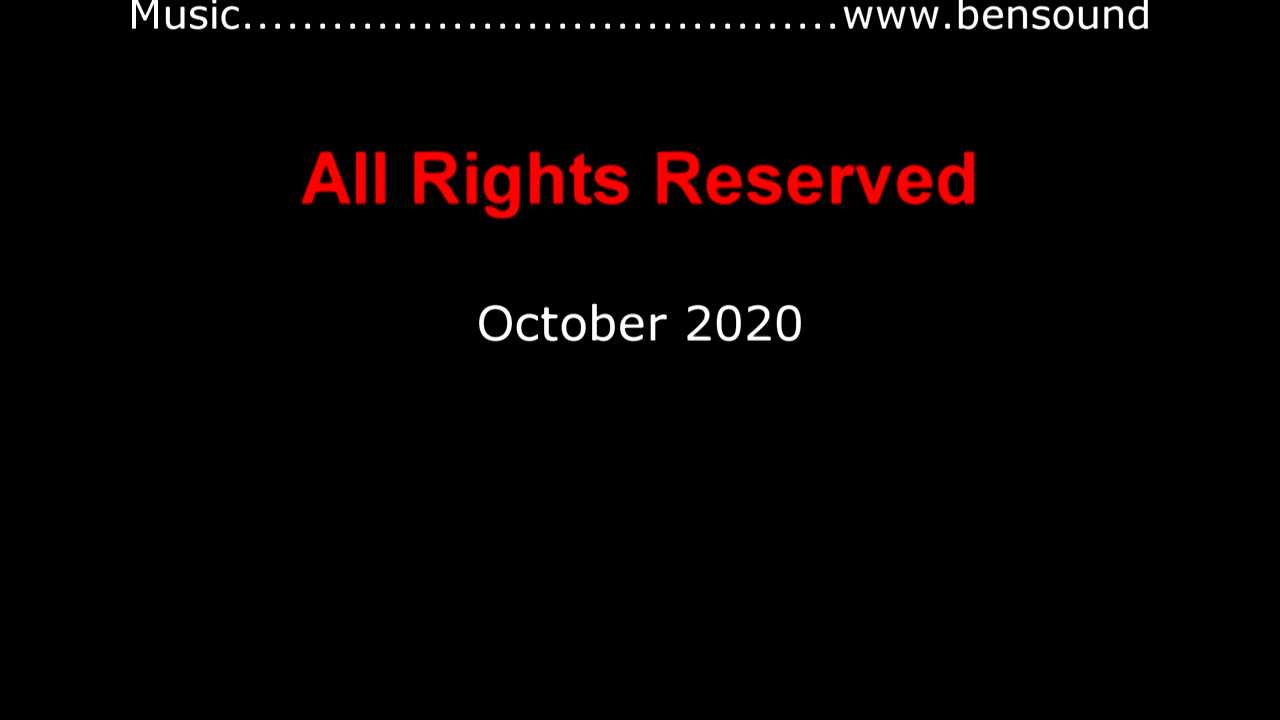 Music........................................www.bensound
All Rights Reserved
October 2020